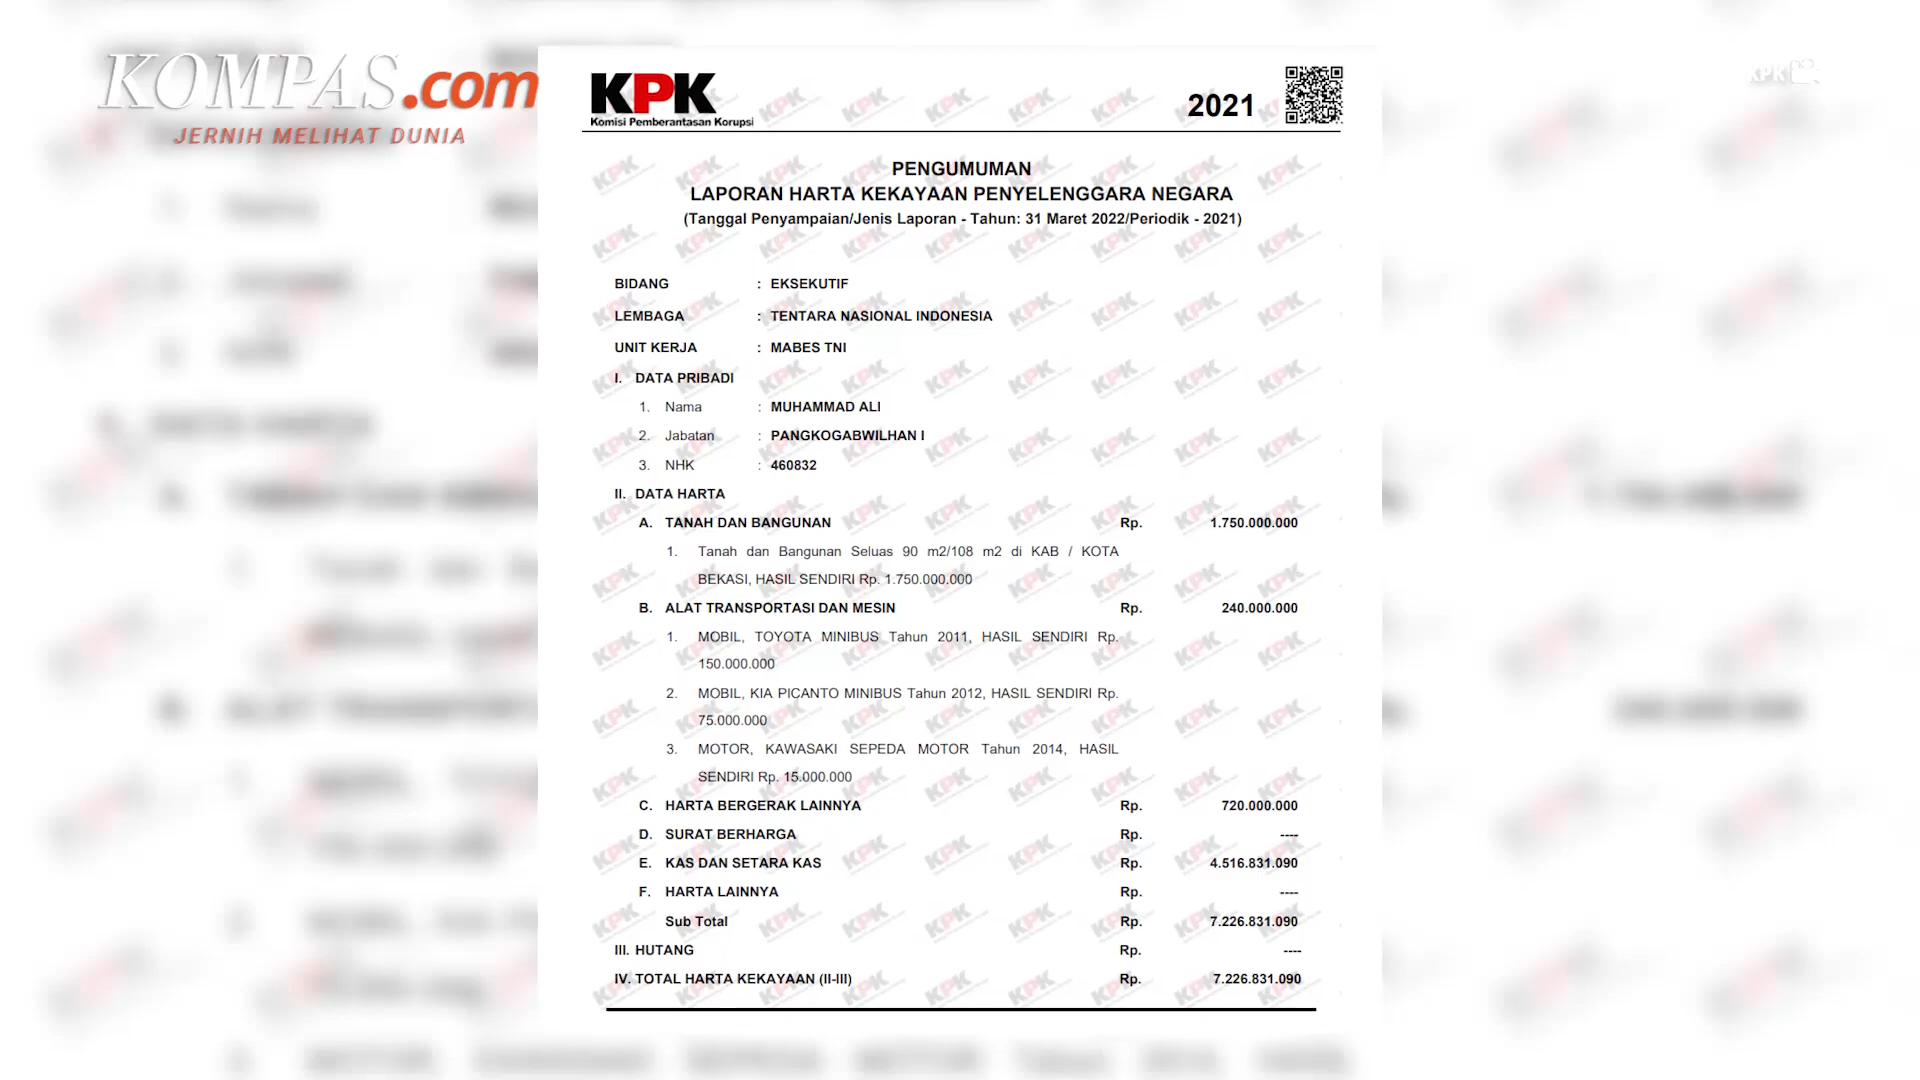 KOMPAS.com
JERNIH MELIHAT DUNIA
KPK
KPK
Komisi Pemberantasan Korupsi
2021
PENGUMUMAN
LAPORAN HARTA KEKAYAAN PENYELENGGARA NEGARA
(Tanggal Penyampaian/Jenis Laporan - Tahun: 31 Maret 2022/Periodik - 2021)
BIDANG : EKSEKUTIF
LEMBAGA : TENTARA NASIONAL INDONESIA
UNIT KERJA : MABES TNI
I. DATA PRIBADI
1. Nama : MUHAMMAD ALI
2. Jabatan : PANGKOGABWILHAN I
3. NHK : 460832
II. DATA HARTA
A. TANAH DAN BANGUNAN Rp. 1.750.000.000
1. Tanah dan Bangunan Seluas 90 m2/108 m2 di KAB / KOTA
BEKASI, HASIL SENDIRI Rp. 1.750.000.000
B. ALAT TRANSPORTASI DAN MESIN Rp. 240.000.000
1. MOBIL, TOYOTA MINIBUS Tahun 2011, HASIL SENDIRI Rp.
150.000.000
2. MOBIL, KIA PICANTO MINIBUS Tahun 2012, HASIL SENDIRI Rp.
75.000.000
3. MOTOR, KAWASAKI SEPEDA MOTOR Tahun 2014, HASIL
SENDIRI Rp. 15.000.000
C. HARTA BERGERAK LAINNYA Rp. 720.000.000
D. SURAT BERHARGA Rp. ----
E. KAS DAN SETARA KAS Rp. 4.516.831.090
F. HARTA LAINNYA Rp. ----
Sub Total Rp. 7.226.831.090
III. HUTANG Rp. ----
IV. TOTAL HARTA KEKAYAAN (II-III) Rp. 7.226.831.090